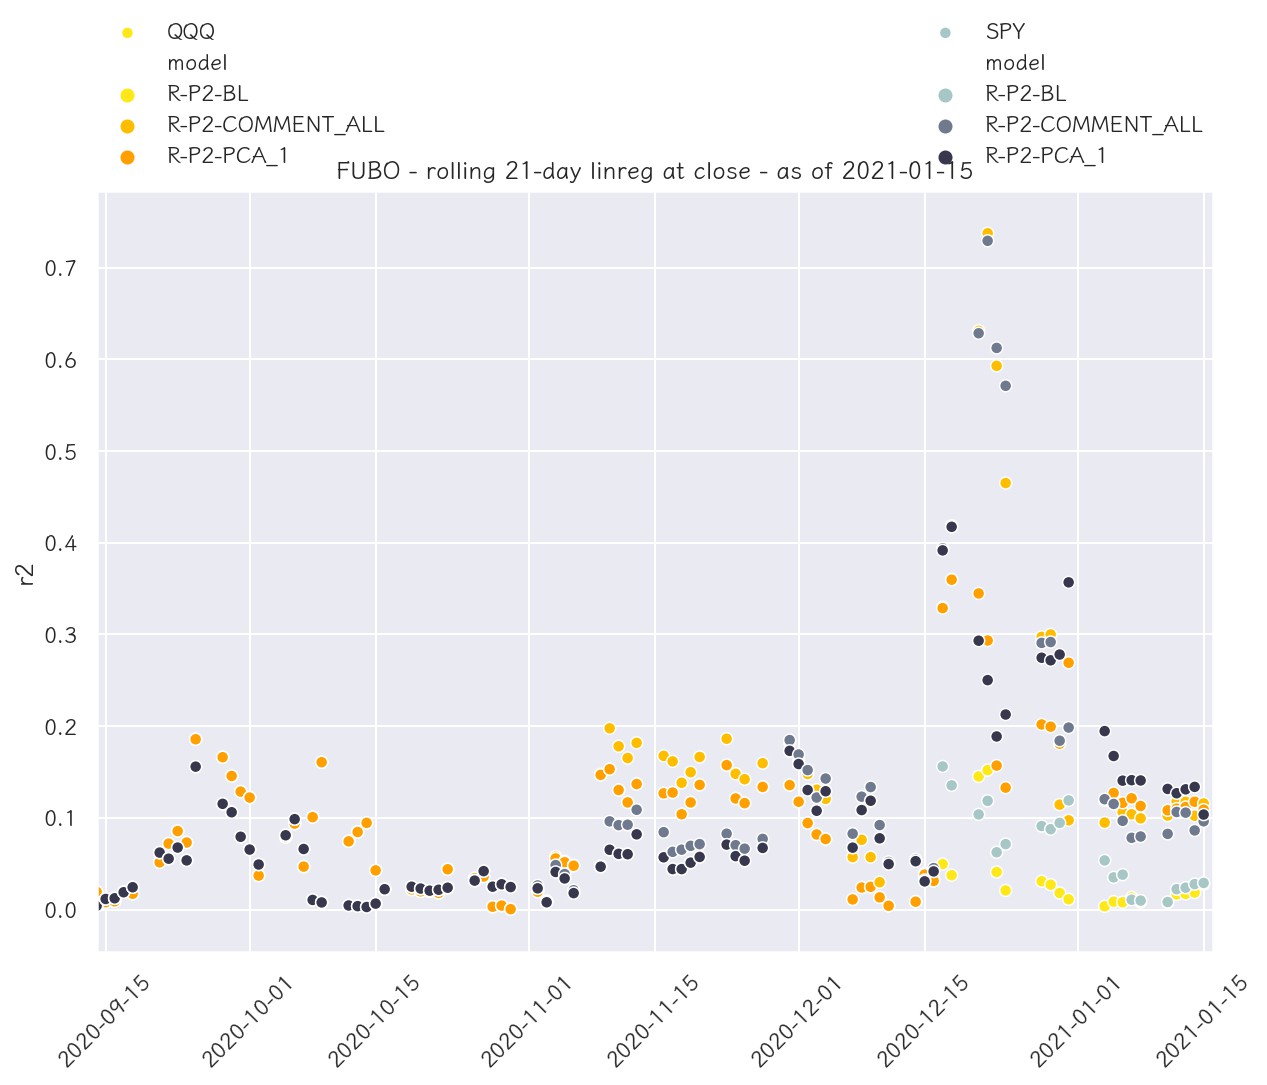 QQQ
model
R-P2-BL
R-P2-COMMENT_ALL
R-P2-PCA_1
SPY
model
R-P2-BL
R-P2-COMMENT_ALL
R-P2-PCA_1
FUBO - rolling 21-day linreg at close - as of 2021-01-15
r2
0.7
0.6
0.5
0.4
0.3
0.2
0.1
0.0
2020-09-15
2020-10-01
2020-10-15
2020-11-01
2020-11-15
2020-12-01
2020-12-15
2021-01-01
2021-01-15